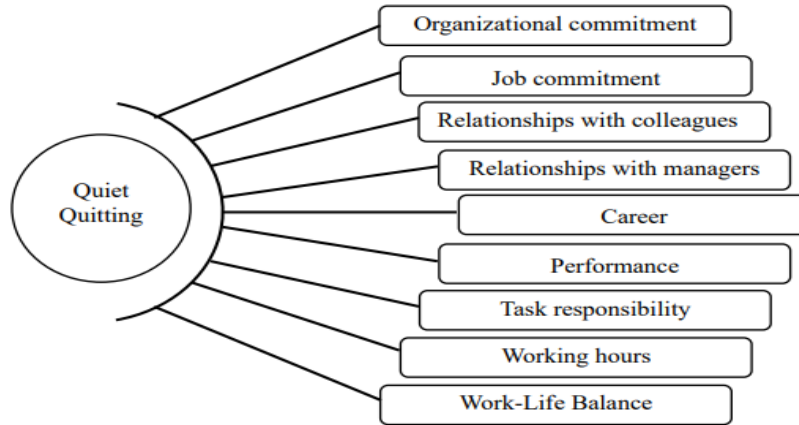 Organizational commitment
Job commitment
Relationships with colleagues
Relationships with managers
Quiet
Quitting
Career
Performance
Task responsibility
Working hours
Work-Life Balance